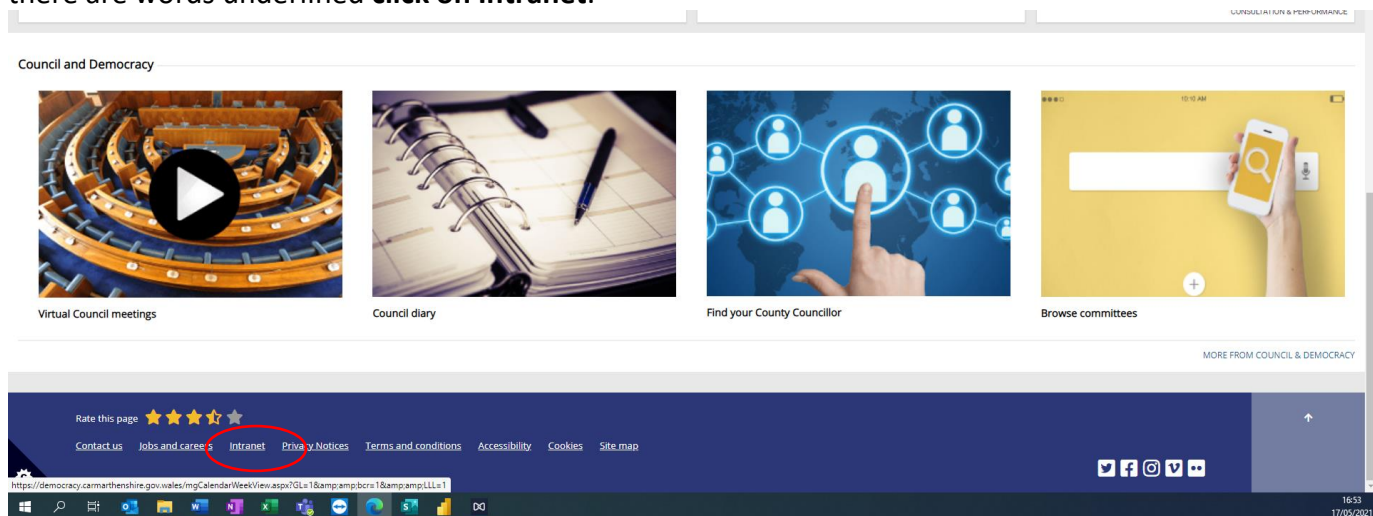 there are words underlined click on intranet.
CONSULTATION & PERFORMANCE
Council and Democracy
10:10 AM
Virtual Council meetings
Council diary
Find your County Councillor
Browse committees
MORE FROM COUNCIL & DEMOCRACY
Rate this page
Contact us Jobs and careers Intranet Privacy Notices Terms and conditions Accessibility Cookies Site map
https://democracy.carmarthenshire.gov.wales/mgCalendarWeekView.aspx?GL=1&amp;amp;bcr=1&amp;amp;LLL=1
16:53
17/05/2021